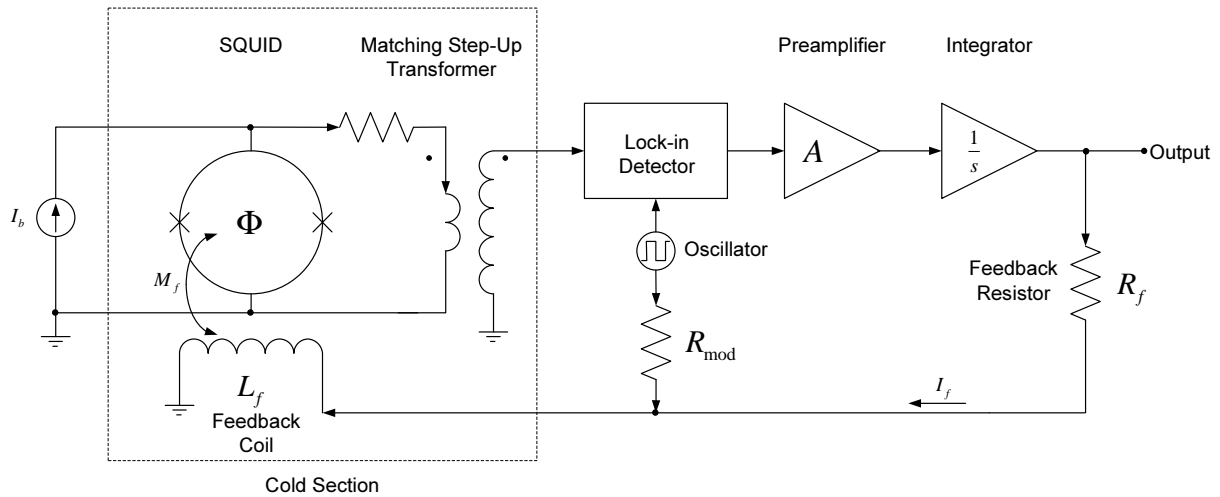 SQUID
Matching Step-Up
Transformer
Preamplifier
Integrator
Lock-in
Detector
A
1
s
Output
I_b
Φ
M_f
Oscillator
Feedback
Resistor
R_f
R_mod
L_f
Feedback
Coil
I_f
Cold Section